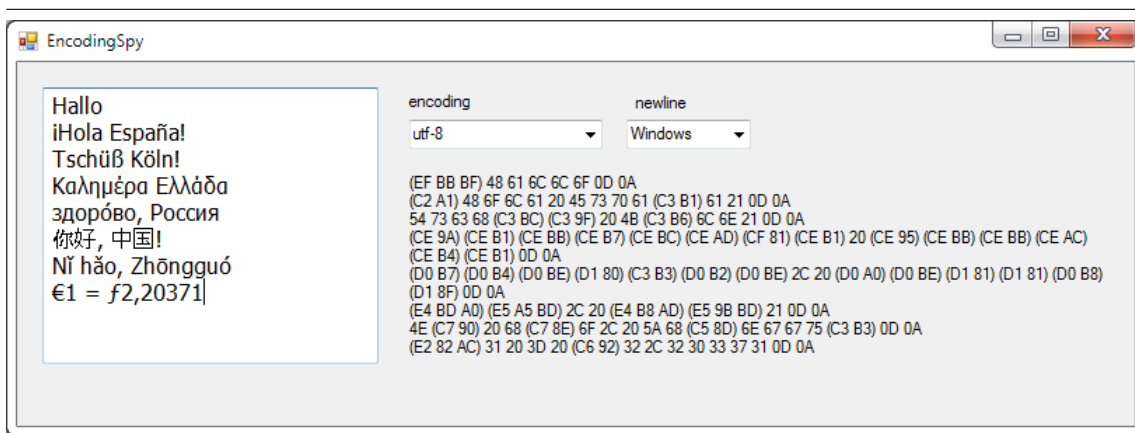 EncodingSpy
Hallo
¡Hola España!
Tschüß Köln!
Καλημέρα Ελλάδα
здоróво, Россия
你好, 中国!
Nǐ hǎo, Zhōngguó
€1 = ƒ2,20371
encoding
newline
utf-8
Windows
(EF BB BF) 48 61 6C 6C 6F 0D 0A
(C2 A1) 48 6F 6C 61 20 45 73 70 61 (C3 B1) 61 21 0D 0A
54 73 63 68 (C3 BC) (C3 9F) 20 4B (C3 B6) 6C 6E 21 0D 0A
(CE 9A) (CE B1) (CE BB) (CE B7) (CE BC) (CE AD) (CF 81) (CE B1) 20 (CE 95) (CE BB) (CE BB) (CE AC)
(CE B4) (CE B1) 0D 0A
(D0 B7) (D0 B4) (D0 BE) (D1 80) (C3 B3) (D0 B2) (D0 BE) 2C 20 (D0 A0) (D0 BE) (D1 81) (D1 81) (D0 B8)
(D1 8F) 0D 0A
(E4 BD A0) (E5 A5 BD) 2C 20 (E4 B8 AD) (E5 9B BD) 21 0D 0A
4E (C7 90) 20 68 (C7 8E) 6F 2C 20 5A 68 (C5 8D) 6E 67 67 75 (C3 B3) 0D 0A
(E2 82 AC) 31 20 3D 20 (C6 92) 32 2C 32 30 33 37 31 0D 0A